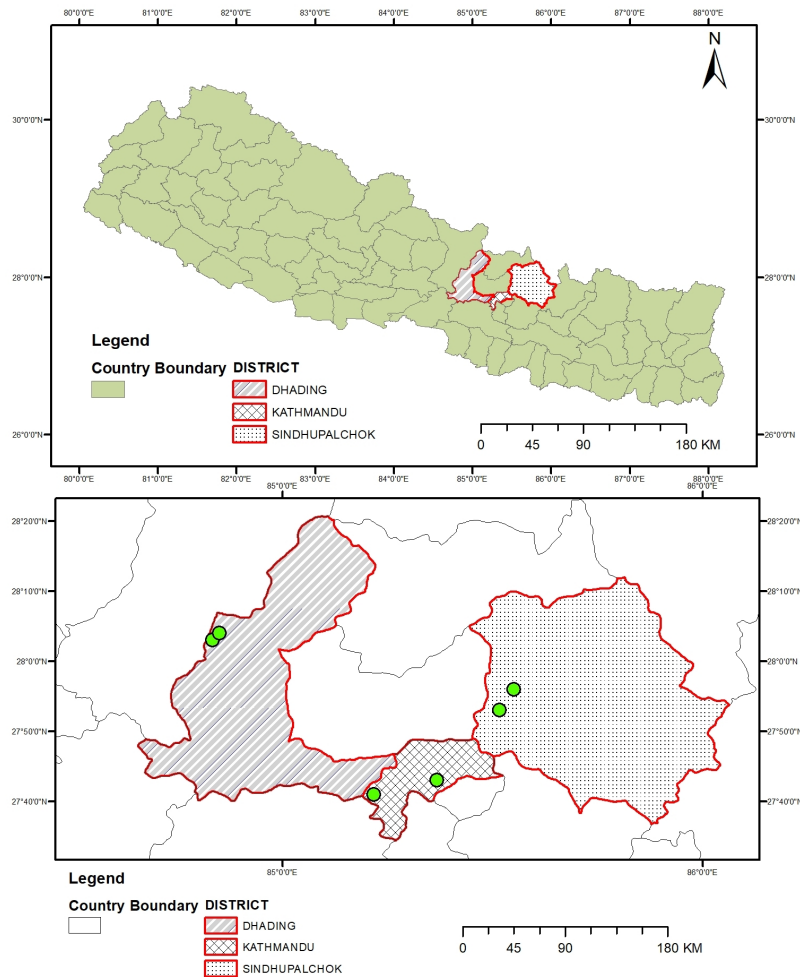 80°0'0"E 81°0'0"E 82°0'0"E 83°0'0"E 84°0'0"E 85°0'0"E 86°0'0"E 87°0'0"E 88°0'0"E
N
30°0'0"N 30°0'0"N
28°0'0"N 28°0'0"N
Legend
Country Boundary DISTRICT
DHADING
KATHMANDU
SINDHUPALCHOK
0 45 90 180 KM
26°0'0"N 26°0'0"N
80°0'0"E 81°0'0"E 82°0'0"E 83°0'0"E 84°0'0"E 85°0'0"E 86°0'0"E 87°0'0"E 88°0'0"E
85°0'0"E 86°0'0"E
28°20'0"N 28°20'0"N
28°10'0"N 28°10'0"N
28°0'0"N 28°0'0"N
27°50'0"N 27°50'0"N
27°40'0"N 27°40'0"N
85°0'0"E 86°0'0"E
Legend
Country Boundary DISTRICT
DHADING
KATHMANDU
SINDHUPALCHOK
0 45 90 180 KM